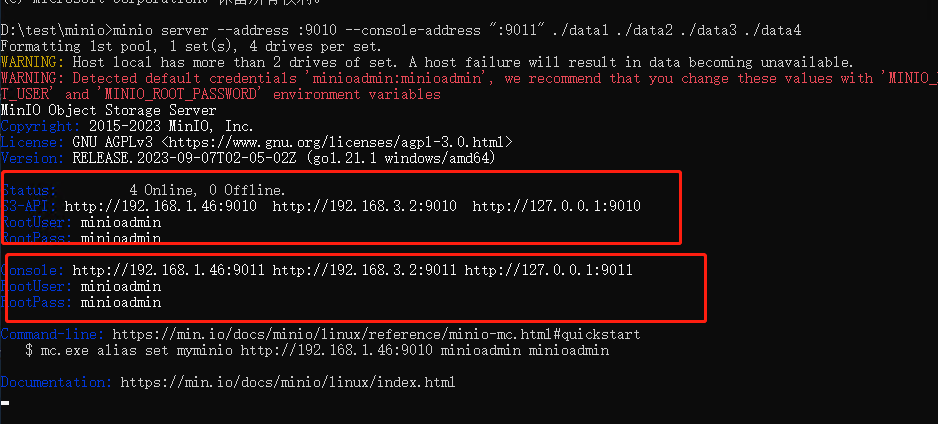 (c) Microsoft Corporation。保留所有权利。
D:\test\minio>minio server --address :9010 --console-address ":9011" ./data1 ./data2 ./data3 ./data4
Formatting 1st pool, 1 set(s), 4 drives per set.
WARNING: Host local has more than 2 drives of set. A host failure will result in data becoming unavailable.
WARNING: Detected default credentials 'minioadmin:minioadmin', we recommend that you change these values with 'MINIO_
T_USER' and 'MINIO_ROOT_PASSWORD' environment variables
MinIO Object Storage Server
Copyright: 2015-2023 MinIO, Inc.
License: GNU AGPLv3 <https://www.gnu.org/licenses/agpl-3.0.html>
Version: RELEASE.2023-09-07T02-05-02Z (go1.21.1 windows/amd64)
Status: 4 Online, 0 Offline.
S3-API: http://192.168.1.46:9010 http://192.168.3.2:9010 http://127.0.0.1:9010
RootUser: minioadmin
RootPass: minioadmin
Console: http://192.168.1.46:9011 http://192.168.3.2:9011 http://127.0.0.1:9011
RootUser: minioadmin
RootPass: minioadmin
Command-line: https://min.io/docs/minio/linux/reference/minio-mc.html#quickstart
$ mc.exe alias set myminio http://192.168.1.46:9010 minioadmin minioadmin
Documentation: https://min.io/docs/minio/linux/index.html